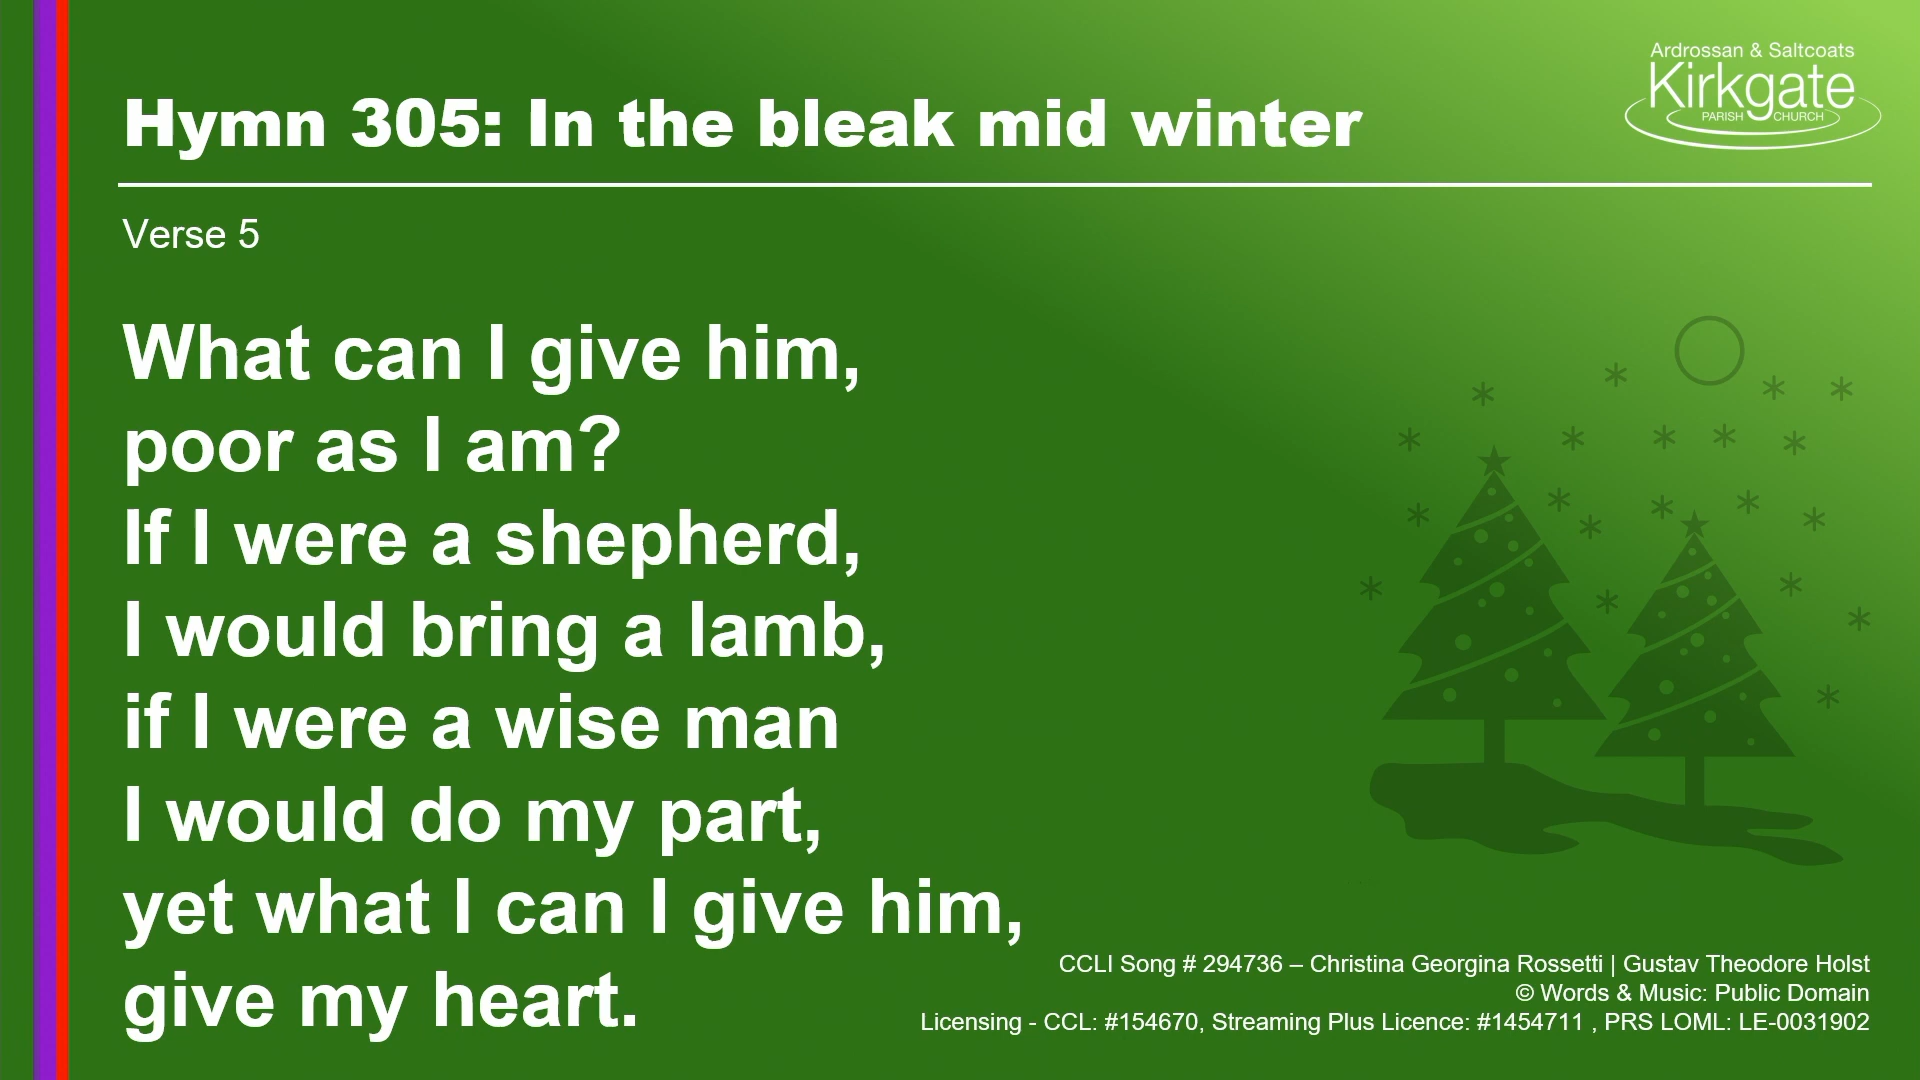 Ardrossan & Saltcoats
Kirkgate
PARISH CHURCH
Hymn 305: In the bleak mid winter
Verse 5
What can I give him,
poor as I am?
If I were a shepherd,
I would bring a lamb,
if I were a wise man
I would do my part,
yet what I can I give him,
give my heart.
CCLI Song # 294736 – Christina Georgina Rossetti | Gustav Theodore Holst
© Words & Music: Public Domain
Licensing - CCL: #154670, Streaming Plus Licence: #1454711 , PRS LOML: LE-0031902